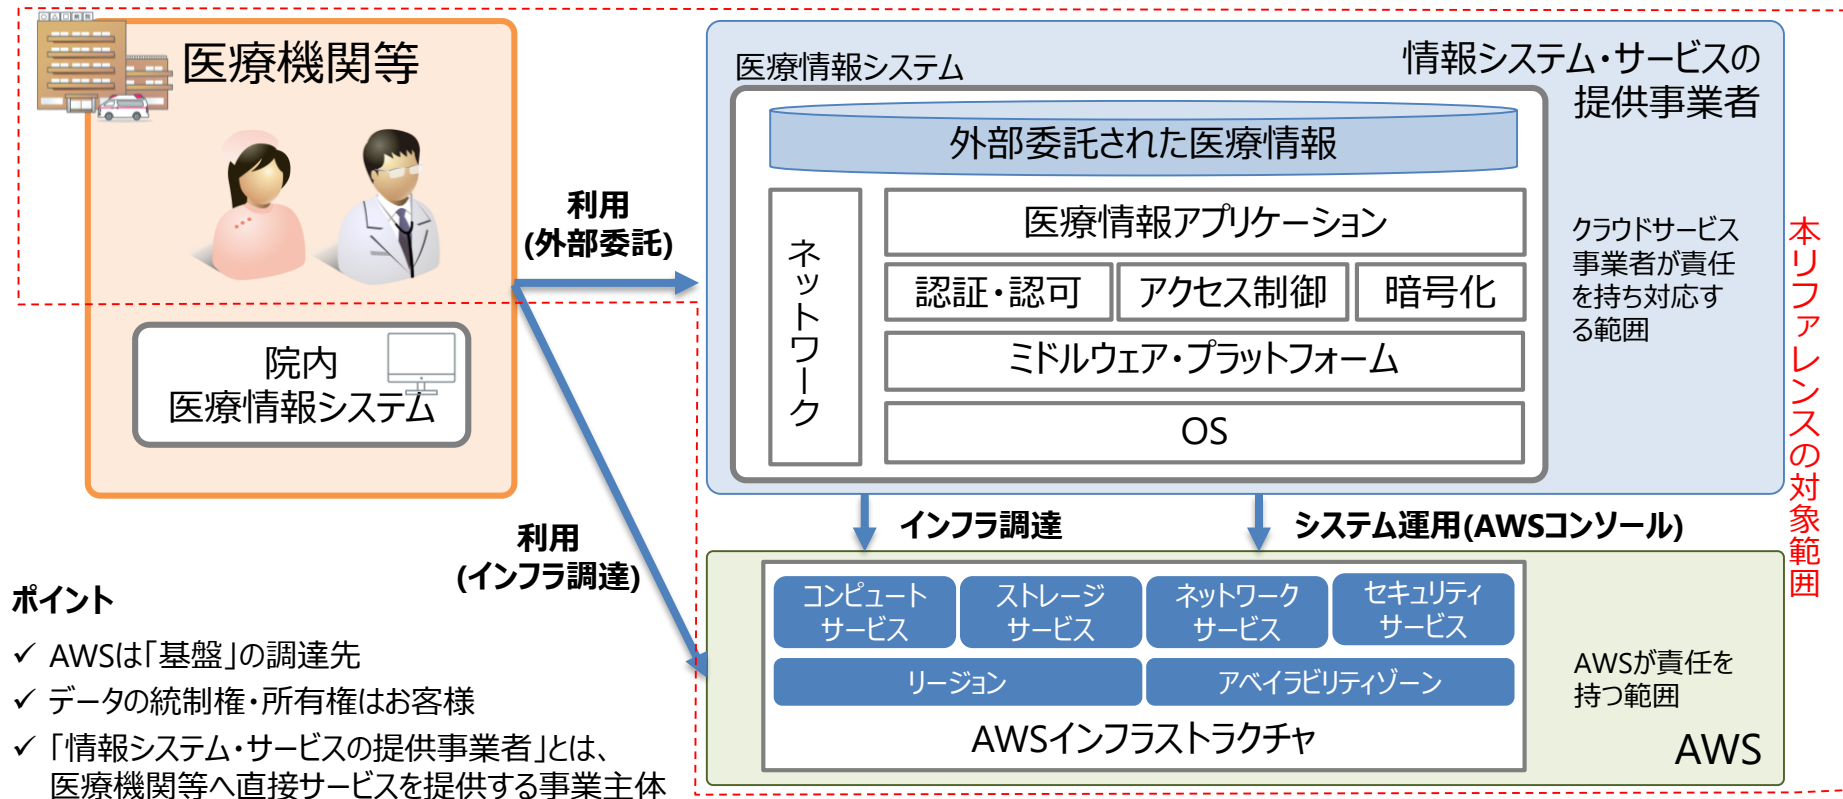 医療機関等
院内
医療情報システム
利用
(外部委託)
利用
(インフラ調達)
ポイント
✓ AWSは「基盤」の調達先
✓ データの統制権・所有権はお客様
✓ 「情報システム・サービスの提供事業者」とは、
医療機関等へ直接サービスを提供する事業主体
情報システム・サービスの
提供事業者
医療情報システム
外部委託された医療情報
ネットワーク
医療情報アプリケーション
認証・認可
アクセス制御
暗号化
ミドルウェア・プラットフォーム
OS
クラウドサービス
事業者が責任
を持ち対応す
る範囲
本リファレンスの対象範囲
インフラ調達
システム運用(AWSコンソール)
コンピュート
サービス
ストレージ
サービス
ネットワーク
サービス
セキュリティ
サービス
リージョン
アベイラビリティゾーン
AWSインフラストラクチャ
AWSが責任を
持つ範囲
AWS